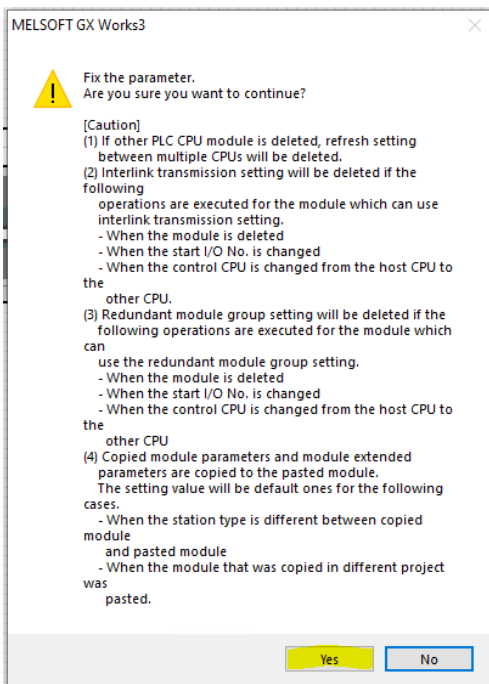 MELSOFT GX Works3
Fix the parameter.
Are you sure you want to continue?
[Caution]
(1) If other PLC CPU module is deleted, refresh setting
between multiple CPUs will be deleted.
(2) Interlink transmission setting will be deleted if the
following
operations are executed for the module which can use
interlink transmission setting.
- When the module is deleted
- When the start I/O No. is changed
- When the control CPU is changed from the host CPU to
the
other CPU.
(3) Redundant module group setting will be deleted if the
following operations are executed for the module which
can
use the redundant module group setting.
- When the module is deleted
- When the start I/O No. is changed
- When the control CPU is changed from the host CPU to
the
other CPU
(4) Copied module parameters and module extended
parameters are copied to the pasted module.
The setting value will be default ones for the following
cases.
- When the station type is different between copied
module
and pasted module
- When the module that was copied in different project
was
pasted.
Yes No